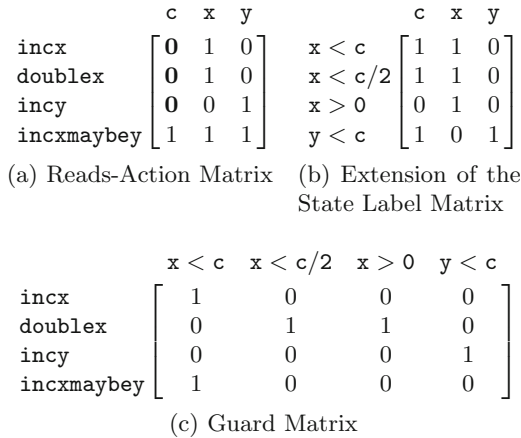 c x y c x y
incx 0 1 0 x < c 1 1 0
doublex 0 1 0 x < c/2 1 1 0
incy 0 0 1 x > 0 0 1 0
incxmaybey 1 1 1 y < c 1 0 1
(a) Reads-Action Matrix (b) Extension of the
State Label Matrix
x < c x < c/2 x > 0 y < c
incx 1 0 0 0
doublex 0 1 1 0
incy 0 0 0 1
incxmaybey 1 0 0 0
(c) Guard Matrix